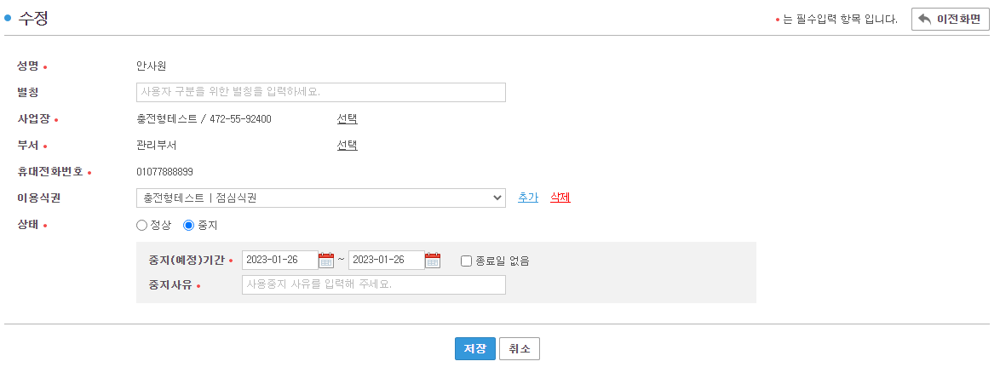 수정
• 는 필수입력 항목 입니다. 이전화면
성명 • 안사원
별칭 사용자 구분을 위한 별칭을 입력하세요.
사업장 • 충전형테스트 / 472-55-92400 선택
부서 • 관리부서 선택
휴대전화번호 • 01077888899
이용식권 충전형테스트 | 점심식권 추가 삭제
상태 • 정상 중지
중지(예정)기간 • 2023-01-26 ~ 2023-01-26 종료일 없음
중지사유 • 사용중지 사유를 입력해 주세요.
저장 취소